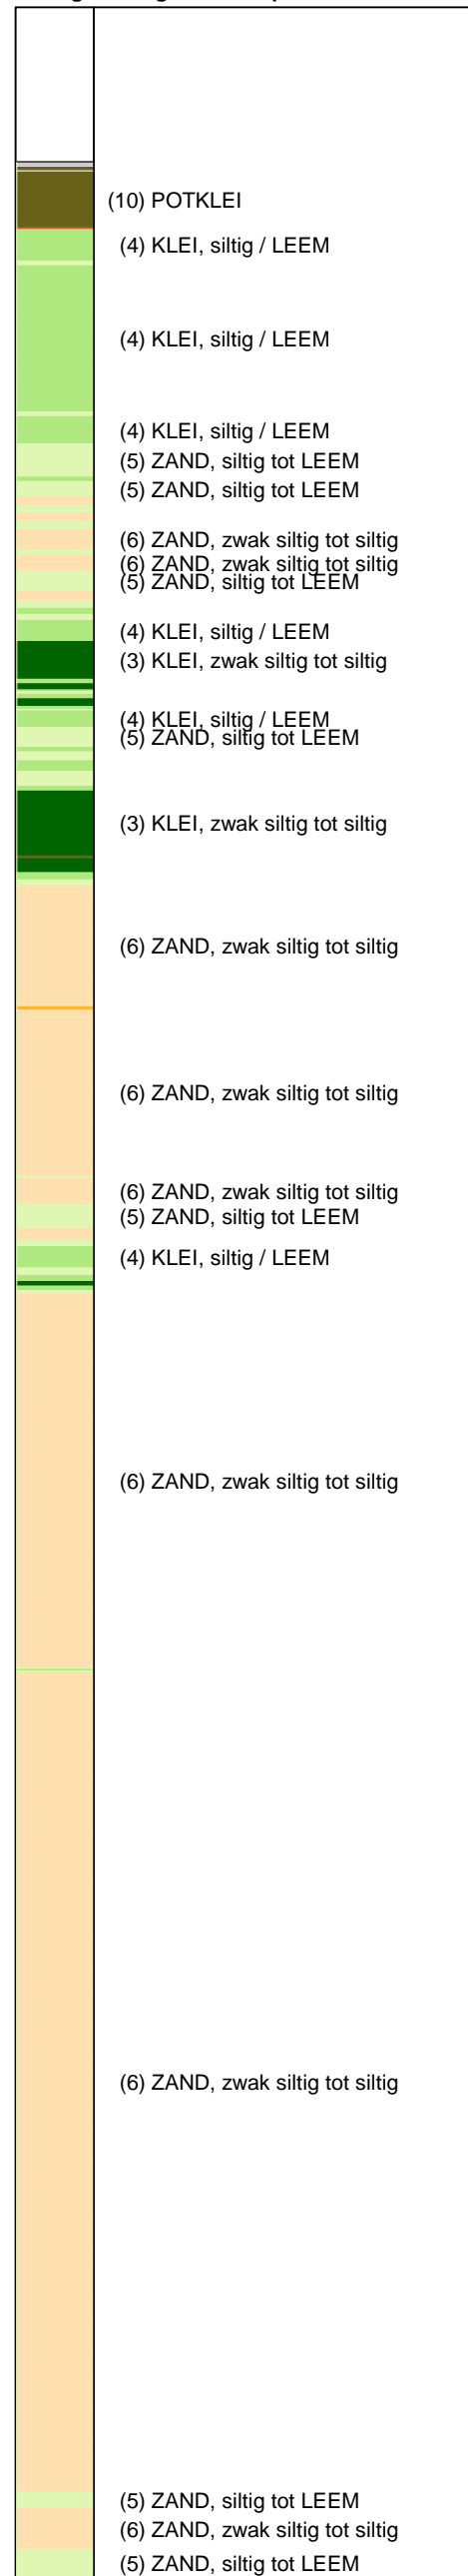 (10) POTKLEI
(4) KLEI, siltig / LEEM
(4) KLEI, siltig / LEEM
(4) KLEI, siltig / LEEM
(5) ZAND, siltig tot LEEM
(5) ZAND, siltig tot LEEM
(6) ZAND, zwak siltig tot siltig
(6) ZAND, zwak siltig tot siltig
(5) ZAND, siltig tot LEEM
(4) KLEI, siltig / LEEM
(3) KLEI, zwak siltig tot siltig
(4) KLEI, siltig / LEEM
(5) ZAND, siltig tot LEEM
(3) KLEI, zwak siltig tot siltig
(6) ZAND, zwak siltig tot siltig
(6) ZAND, zwak siltig tot siltig
(6) ZAND, zwak siltig tot siltig
(5) ZAND, siltig tot LEEM
(4) KLEI, siltig / LEEM
(6) ZAND, zwak siltig tot siltig
(6) ZAND, zwak siltig tot siltig
(5) ZAND, siltig tot LEEM
(6) ZAND, zwak siltig tot siltig
(5) ZAND, siltig tot LEEM